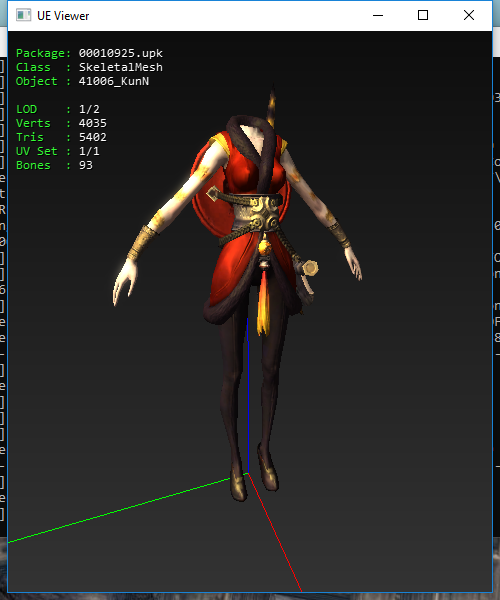 UE Viewer
Package: 00010925.upk
Class : SkeletalMesh
Object : 41006_KunN
LOD : 1/2
Verts : 4035
Tris : 5402
UV Set : 1/1
Bones : 93